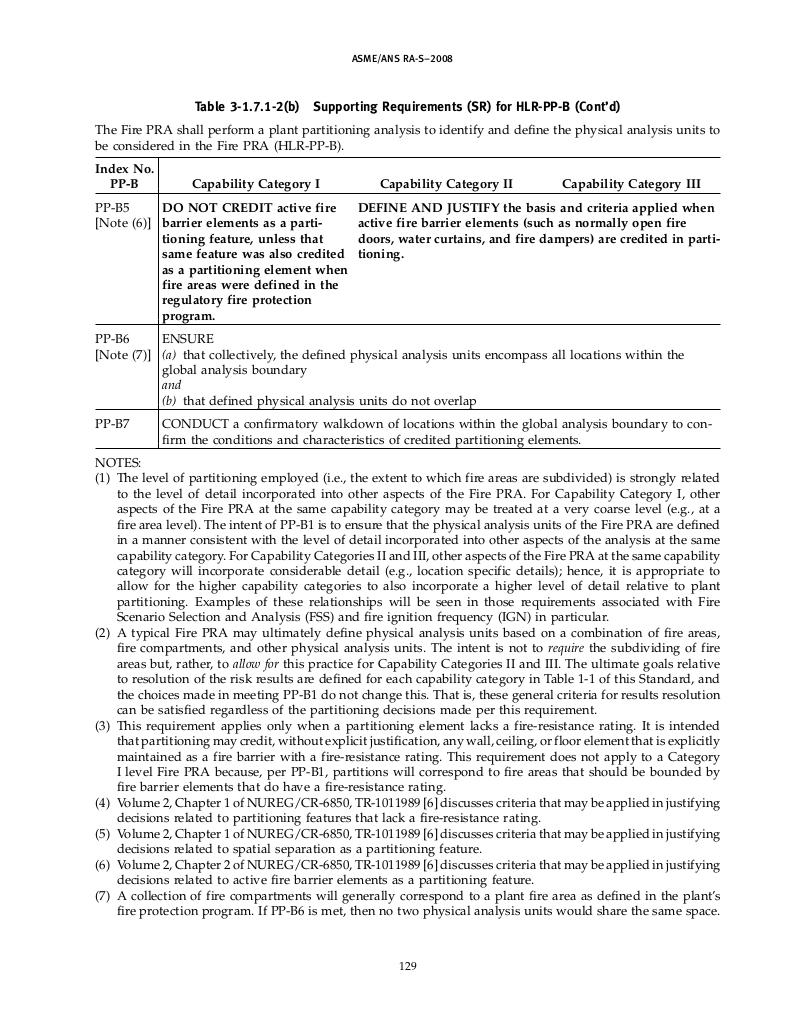 ASME/ANS RA-S–2008
Table 3-1.7.1-2(b) Supporting Requirements (SR) for HLR-PP-B (Cont'd)
The Fire PRA shall perform a plant partitioning analysis to identify and define the physical analysis units to
be considered in the Fire PRA (HLR-PP-B).
Index No.
PP-B Capability Category I Capability Category II Capability Category III
PP-B5
[Note (6)]
DO NOT CREDIT active fire
barrier elements as a parti-
tioning feature, unless that
same feature was also credited
as a partitioning element when
fire areas were defined in the
regulatory fire protection
program.
DEFINE AND JUSTIFY the basis and criteria applied when
active fire barrier elements (such as normally open fire
doors, water curtains, and fire dampers) are credited in parti-
tioning.
PP-B6
[Note (7)]
ENSURE
(a) that collectively, the defined physical analysis units encompass all locations within the
global analysis boundary
and
(b) that defined physical analysis units do not overlap
PP-B7
CONDUCT a confirmatory walkdown of locations within the global analysis boundary to con-
firm the conditions and characteristics of credited partitioning elements.
NOTES:
(1) The level of partitioning employed (i.e., the extent to which fire areas are subdivided) is strongly related
to the level of detail incorporated into other aspects of the Fire PRA. For Capability Category I, other
aspects of the Fire PRA at the same capability category may be treated at a very coarse level (e.g., at a
fire area level). The intent of PP-B1 is to ensure that the physical analysis units of the Fire PRA are defined
in a manner consistent with the level of detail incorporated into other aspects of the analysis at the same
capability category. For Capability Categories II and III, other aspects of the Fire PRA at the same capability
category will incorporate considerable detail (e.g., location specific details); hence, it is appropriate to
allow for the higher capability categories to also incorporate a higher level of detail relative to plant
partitioning. Examples of these relationships will be seen in those requirements associated with Fire
Scenario Selection and Analysis (FSS) and fire ignition frequency (IGN) in particular.
(2) A typical Fire PRA may ultimately define physical analysis units based on a combination of fire areas,
fire compartments, and other physical analysis units. The intent is not to require the subdividing of fire
areas but, rather, to allow for this practice for Capability Categories II and III. The ultimate goals relative
to resolution of the risk results are defined for each capability category in Table 1-1 of this Standard, and
the choices made in meeting PP-B1 do not change this. That is, these general criteria for results resolution
can be satisfied regardless of the partitioning decisions made per this requirement.
(3) This requirement applies only when a partitioning element lacks a fire-resistance rating. It is intended
that partitioning may credit, without explicit justification, any wall, ceiling, or floor element that is explicitly
maintained as a fire barrier with a fire-resistance rating. This requirement does not apply to a Category
I level Fire PRA because, per PP-B1, partitions will correspond to fire areas that should be bounded by
fire barrier elements that do have a fire-resistance rating.
(4) Volume 2, Chapter 1 of NUREG/CR-6850, TR-1011989 [6] discusses criteria that may be applied in justifying
decisions related to partitioning features that lack a fire-resistance rating.
(5) Volume 2, Chapter 1 of NUREG/CR-6850, TR-1011989 [6] discusses criteria that may be applied in justifying
decisions related to spatial separation as a partitioning feature.
(6) Volume 2, Chapter 2 of NUREG/CR-6850, TR-1011989 [6] discusses criteria that may be applied in justifying
decisions related to active fire barrier elements as a partitioning feature.
(7) A collection of fire compartments will generally correspond to a plant fire area as defined in the plant's
fire protection program. If PP-B6 is met, then no two physical analysis units would share the same space.
129